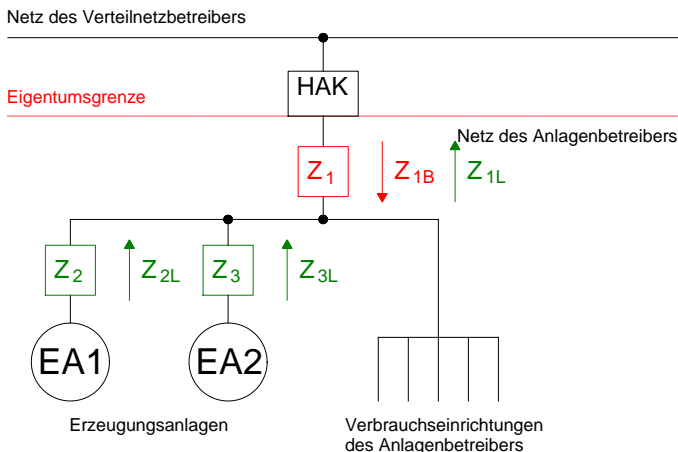 Netz des Verteilnetzbetreibers
HAK
Eigentumsgrenze
Netz des Anlagenbetreibers
Z1 Z1B Z1L
Z2 Z2L Z3 Z3L
EA1 EA2
Erzeugungsanlagen
Verbrauchseinrichtungen
des Anlagenbetreibers